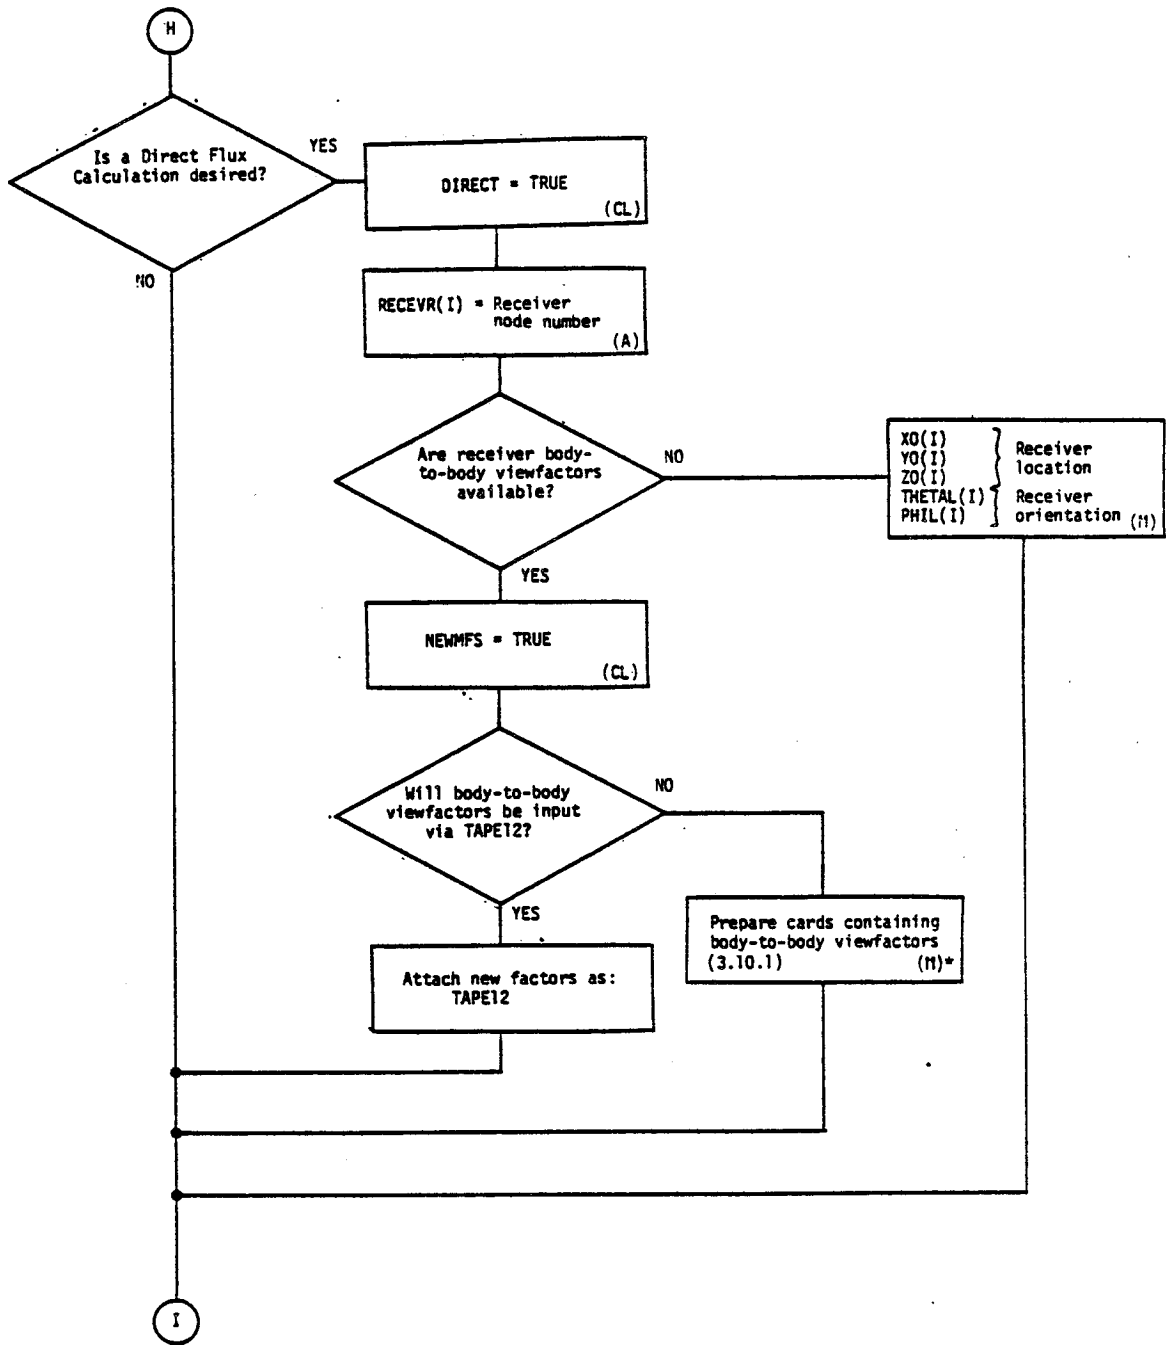 H
Is a Direct Flux
Calculation desired?
YES
NO
DIRECT = TRUE
(CL)
RECEVR(I) = Receiver
node number
(A)
Are receiver body-
to-body viewfactors
available?
NO
YES
XO(I)
YO(I)
ZO(I)
Receiver
location
THETAL(I)
PHIL(I)
Receiver
orientation
(M)
NEWMFS = TRUE
(CL)
Will body-to-body
viewfactors be input
via TAPE12?
NO
YES
Prepare cards containing
body-to-body viewfactors
(3.10.1) (M)*
Attach new factors as:
TAPE12
I